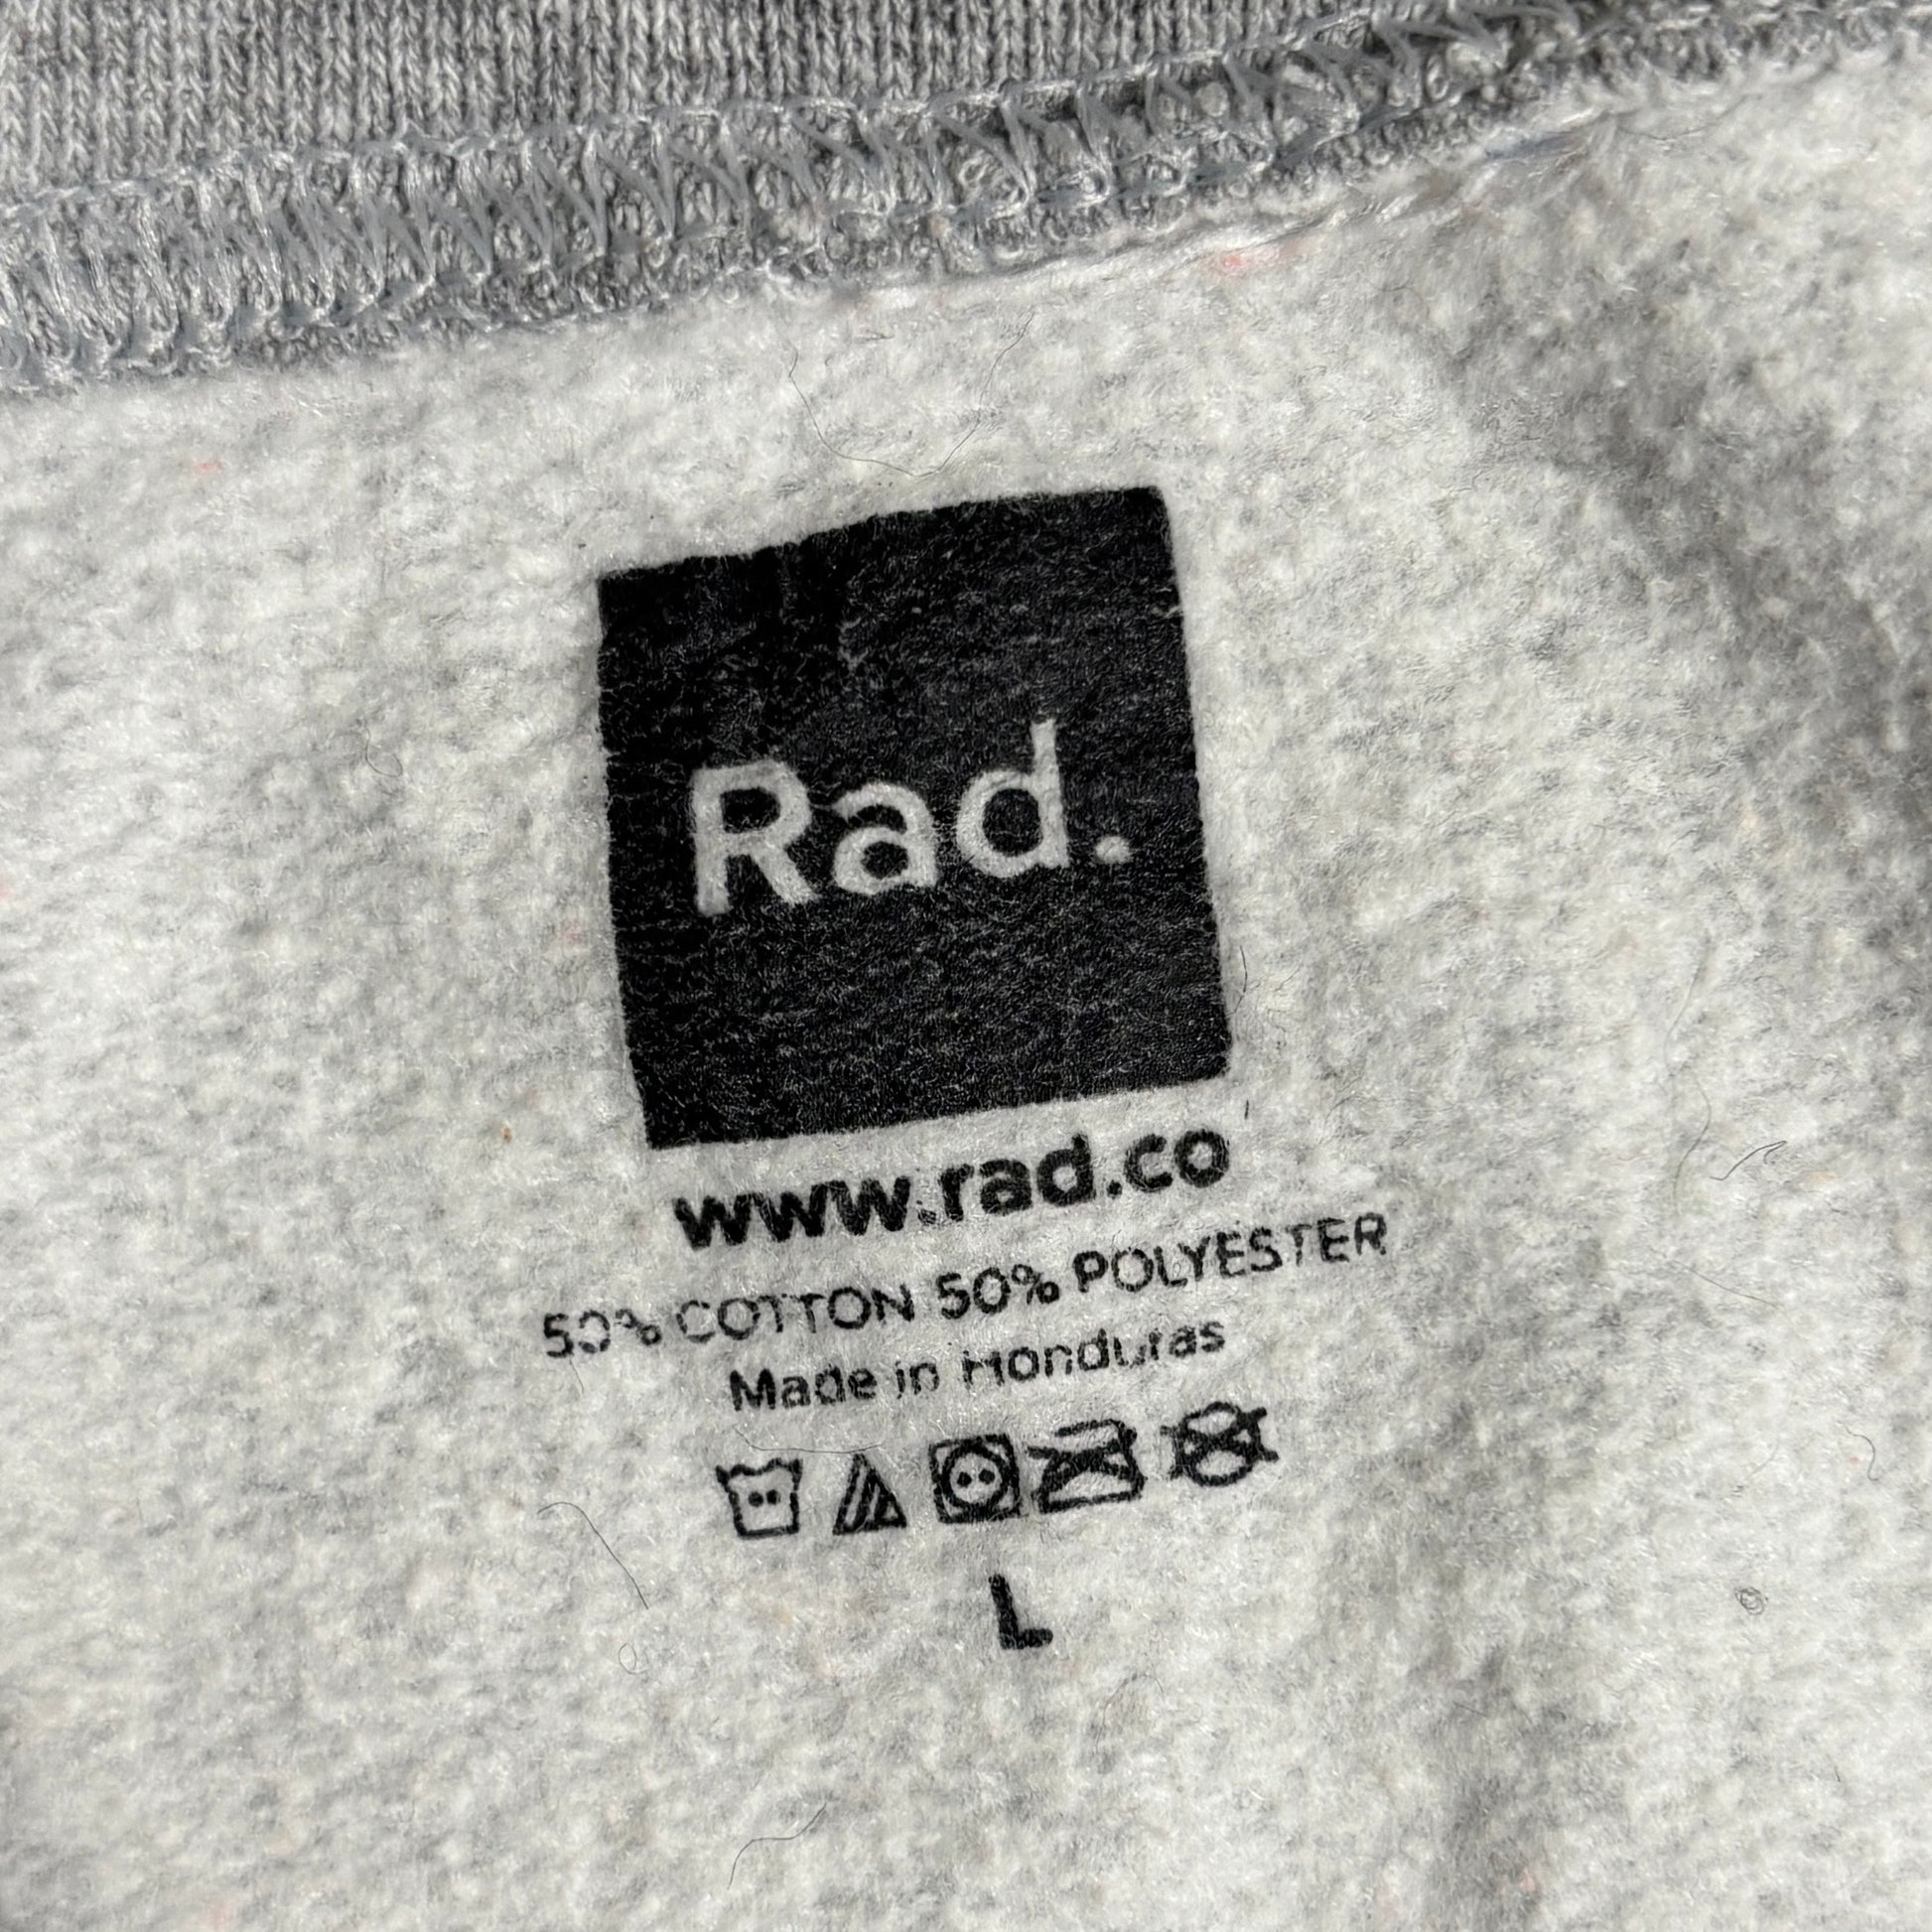 Rad.
www.rad.co
50% COTTON 50% POLYESTER
Made in Honduras
L